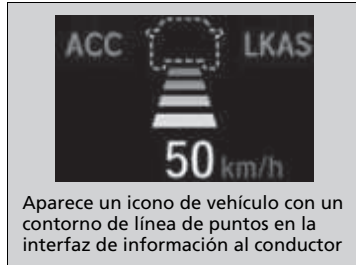 ACC LKAS
50 km/h
Aparece un icono de vehículo con un
contorno de línea de puntos en la
interfaz de información al conductor